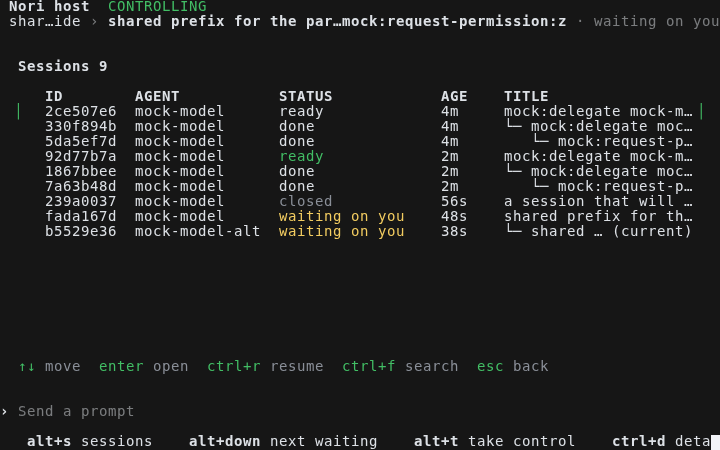 Nori host  CONTROLLING
shar…ide › shared prefix for the par…mock:request-permission:z · waiting on you
Sessions 9
ID  AGENT  STATUS  AGE  TITLE
2ce507e6  mock-model  ready  4m  mock:delegate mock-m…
330f894b  mock-model  done  4m  └─ mock:delegate moc…
5da5ef7d  mock-model  done  4m  └─ mock:request-p…
92d77b7a  mock-model  ready  2m  mock:delegate mock-m…
1867bbee  mock-model  done  2m  └─ mock:delegate moc…
7a63b48d  mock-model  done  2m  └─ mock:request-p…
239a0037  mock-model  closed  56s  a session that will …
fada167d  mock-model  waiting on you  48s  shared prefix for th…
b5529e36  mock-model-alt  waiting on you  38s  └─ shared … (current)
↑↓ move  enter open  ctrl+r resume  ctrl+f search  esc back
› Send a prompt
alt+s sessions  alt+down next waiting  alt+t take control  ctrl+d deta